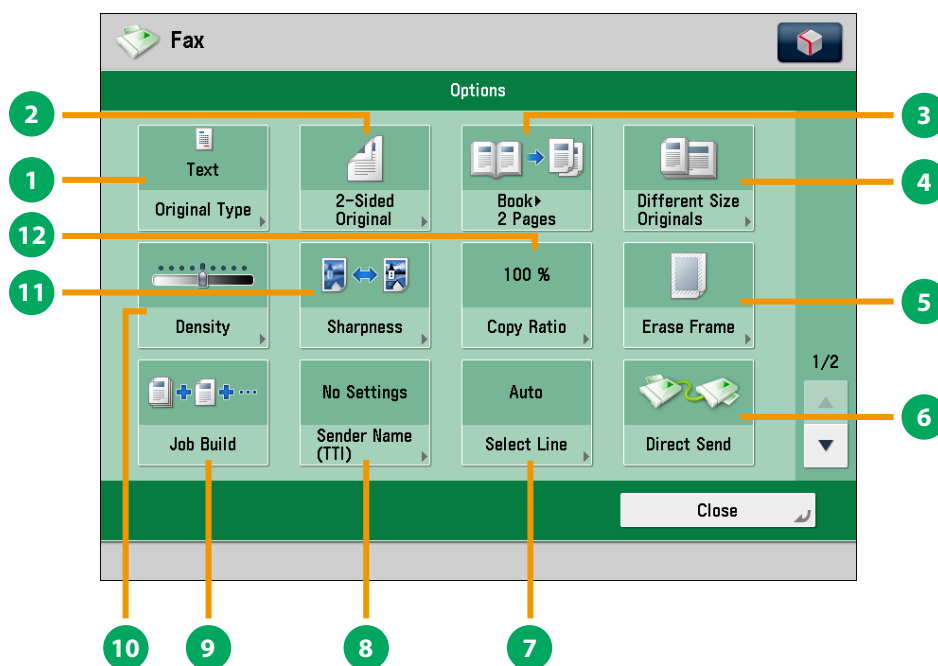 Fax
Options
2
3
1
Text
Original Type
2-Sided
Original
Book▸
2 Pages
Different Size
Originals
4
12
11
Density
Sharpness
100 %
Copy Ratio
Erase Frame
5
1/2
Job Build
No Settings
Sender Name
(TTI)
Auto
Select Line
Direct Send
6
Close
10
9
8
7